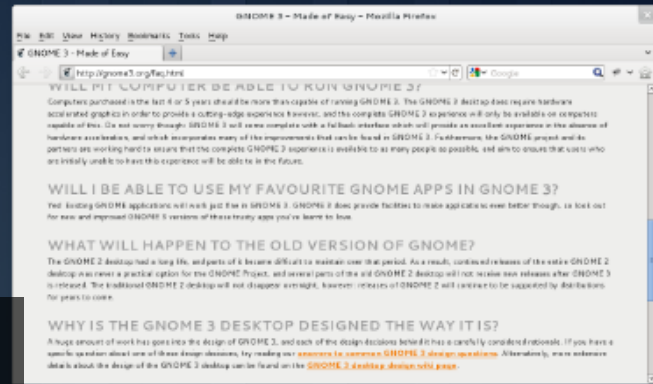 GNOME 3 - Made of Easy - Mozilla Firefox
File Edit View History Bookmarks Tools Help
GNOME 3 - Made of Easy
http://gnome3.org/faq.html
Google
WILL MY COMPUTER BE ABLE TO RUN GNOME 3?
Computers purchased in the last 4 or 5 years should be more than capable of running GNOME 3. The GNOME 3 desktop does require hardware
accelerated graphics in order to provide a cutting-edge experience however, and the complete GNOME 3 experience will only be available on computers
capable of this. Do not worry though: GNOME 3 will come complete with a fallback interface which will provide an excellent experience in the absence of
hardware acceleration, and which incorporates many of the improvements that can be found in GNOME 3. Furthermore, the GNOME project and its
partners are working hard to ensure that the complete GNOME 3 experience is available to as many people as possible, and aim to ensure that users who
are initially unable to have this experience will be able to in the future.
WILL I BE ABLE TO USE MY FAVOURITE GNOME APPS IN GNOME 3?
Yes! Existing GNOME applications will work just fine in GNOME 3. GNOME 3 does provide facilities to make applications even better though, so look out
for new and improved GNOME 3 versions of those trusty apps you've learnt to love.
WHAT WILL HAPPEN TO THE OLD VERSION OF GNOME?
The GNOME 2 desktop had a long life, and parts of it became difficult to maintain over that period. As a result, continued releases of the entire GNOME 2
desktop was never a practical option for the GNOME Project, and several parts of the old GNOME 2 desktop will not receive new releases after GNOME 3
is released. The traditional GNOME 2 desktop will not disappear overnight, however: releases of GNOME 2 will continue to be supported by distributions
for years to come.
WHY IS THE GNOME 3 DESKTOP DESIGNED THE WAY IT IS?
A huge amount of work has gone into the design of GNOME 3, and each of the design decisions behind it has a carefully considered rationale. If you have a
specific question about one of these design decisions, try reading our answers to common GNOME 3 design questions. Alternatively, more extensive
details about the design of the GNOME 3 desktop can be found on the GNOME 3 desktop design wiki page.